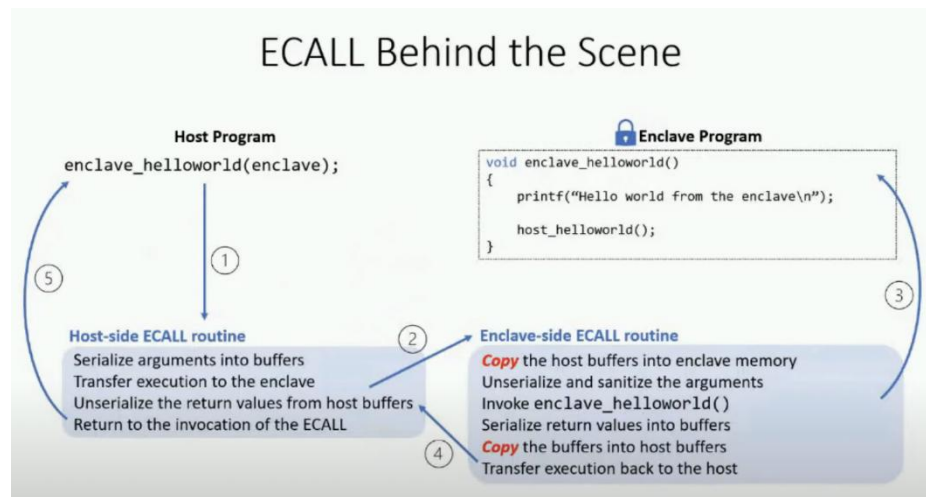 ECALL Behind the Scene
Host Program
enclave_helloworld(enclave);
Enclave Program
void enclave_helloworld()
{
printf(“Hello world from the enclave\n”);
host_helloworld();
}
1
5
3
2
4
Host-side ECALL routine
Serialize arguments into buffers
Transfer execution to the enclave
Unserialize the return values from host buffers
Return to the invocation of the ECALL
Enclave-side ECALL routine
Copy the host buffers into enclave memory
Unserialize and sanitize the arguments
Invoke enclave_helloworld()
Serialize return values into buffers
Copy the buffers into host buffers
Transfer execution back to the host